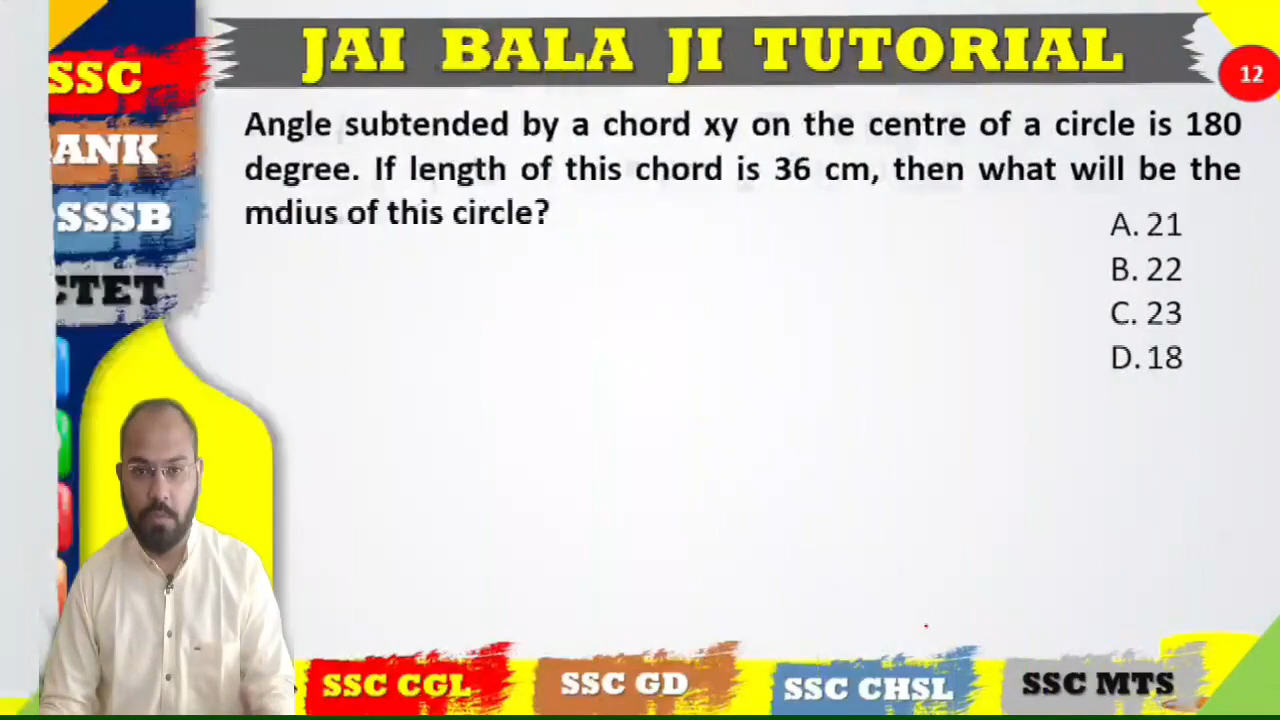 JAI BALA JI TUTORIAL
12
SSC
ANK
SSSB
CTET
Angle subtended by a chord xy on the centre of a circle is 180
degree. If length of this chord is 36 cm, then what will be the
mdius of this circle?
A. 21
B. 22
C. 23
D. 18
SSC CGL
SSC GD
SSC CHSL
SSC MTS